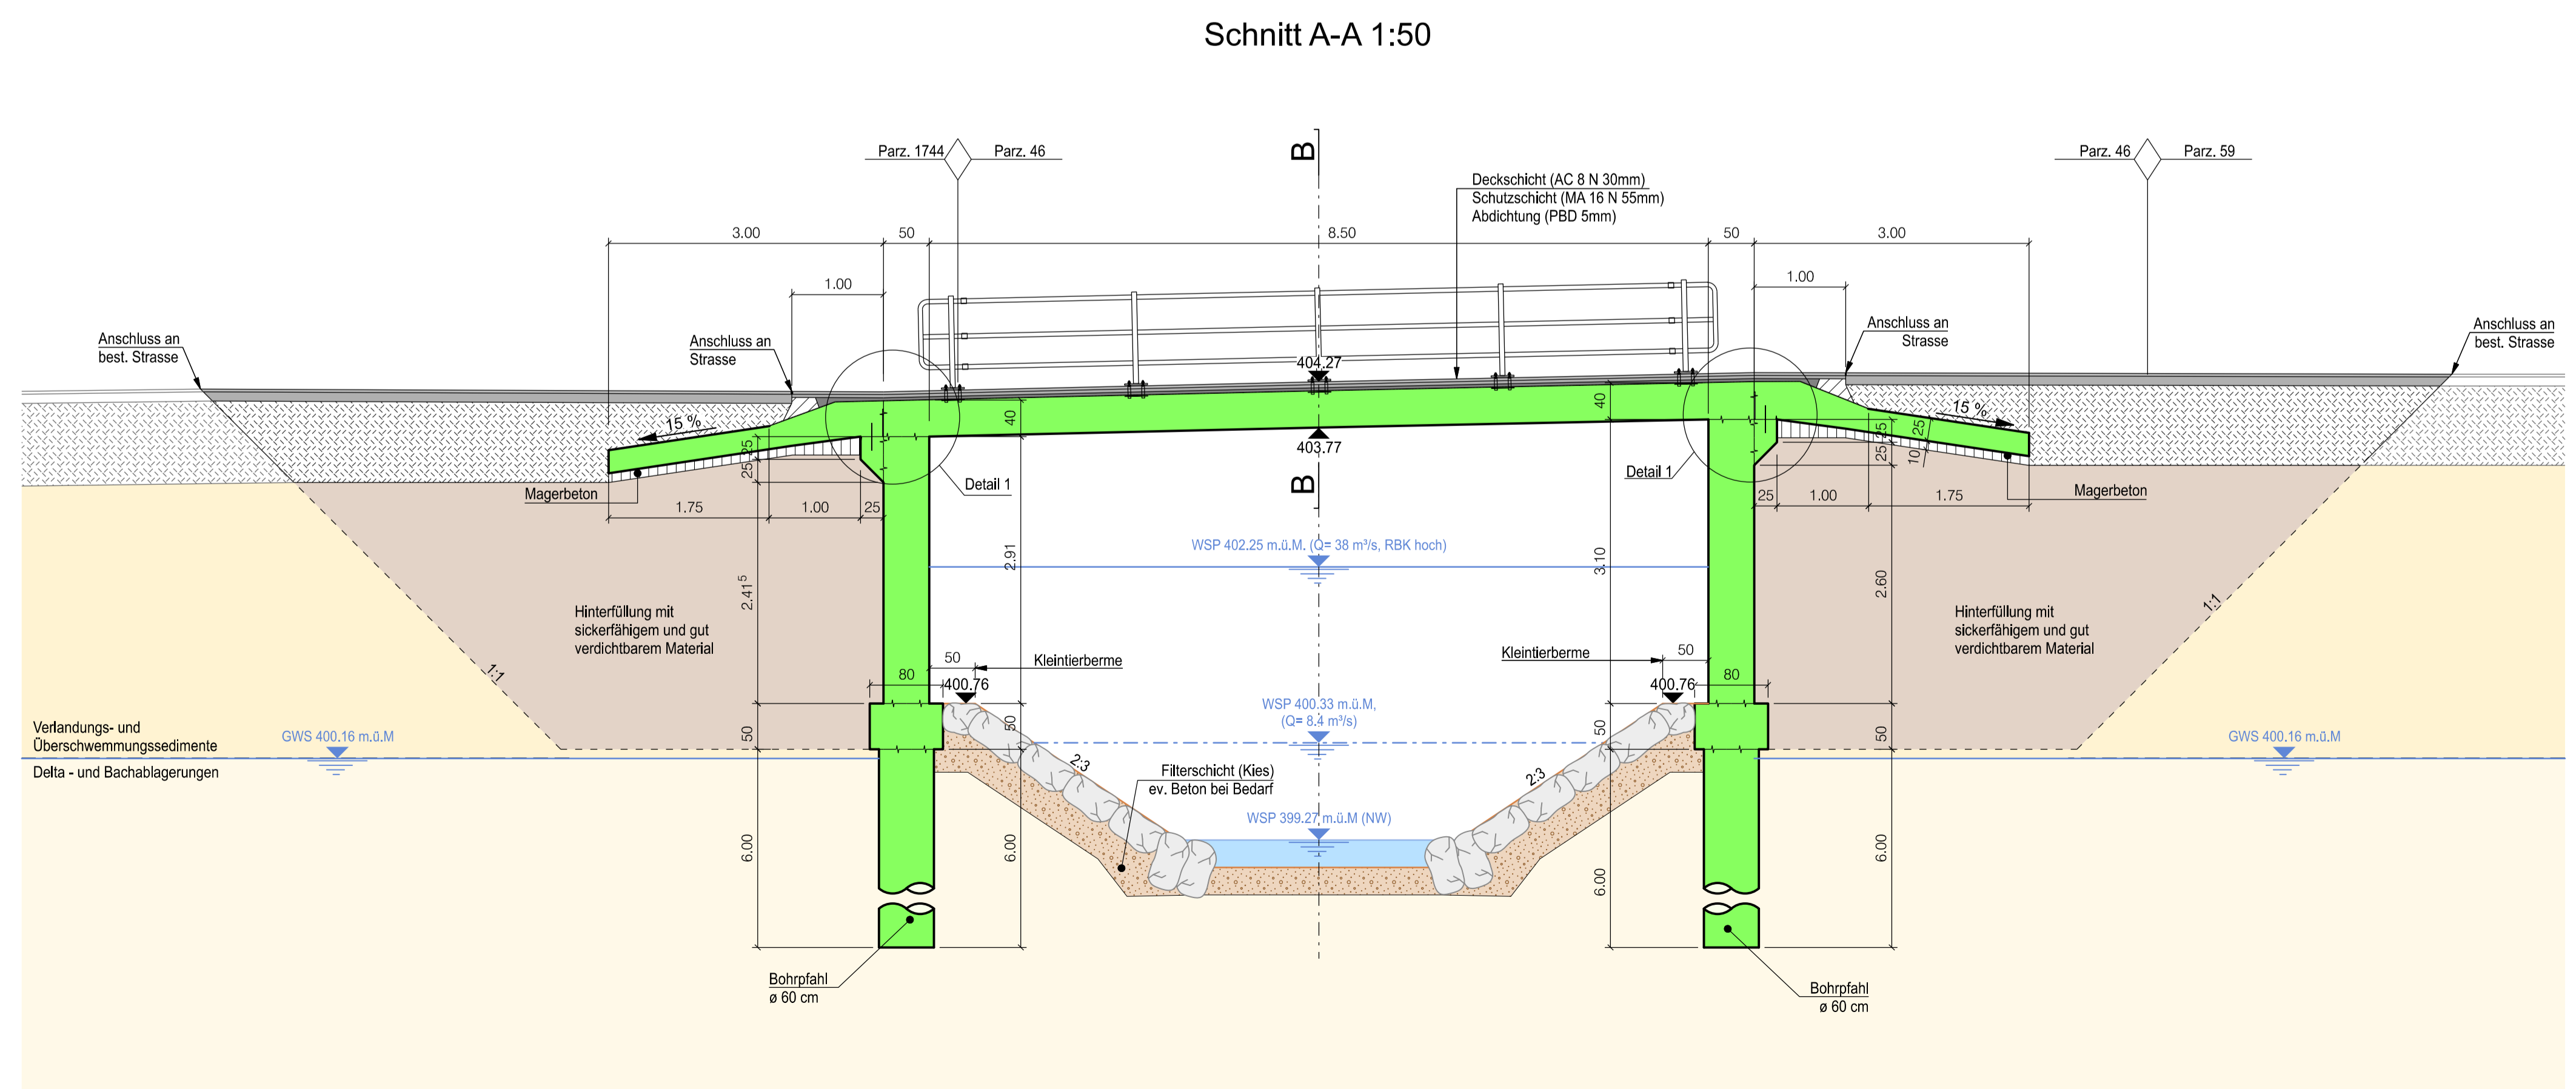 Schnitt A-A 1:50
Parz. 1744
Parz. 46
B
Parz. 46
Parz. 59
Deckschicht (AC 8 N 30mm)
Schutzschicht (MA 16 N 55mm)
Abdichtung (PBD 5mm)
3.00
50
8.50
50
3.00
1.00
1.00
Anschluss an
best. Strasse
Anschluss an
Strasse
Anschluss an
Strasse
Anschluss an
best. Strasse
404.27
403.77
15 %
15 %
40
40
25
25
25
25
25
10
B
Detail 1
Detail 1
Magerbeton
Magerbeton
1.75
1.00
25
25
1.00
1.75
WSP 402.25 m.ü.M. (Q= 38 m³/s, RBK hoch)
2.41⁵
2.91
3.10
2.60
Hinterfüllung mit
sickerfähigem und gut
verdichtbarem Material
Hinterfüllung mit
sickerfähigem und gut
verdichtbarem Material
1:1
1:1
50
Kleintierberme
Kleintierberme
50
80
400.76
400.76
80
WSP 400.33 m.ü.M,
(Q= 8.4 m³/s)
50
50
50
50
Verlandungs- und
Überschwemmungssedimente
GWS 400.16 m.ü.M
GWS 400.16 m.ü.M
Delta - und Bachablagerungen
2:3
2:3
Filterschicht (Kies)
ev. Beton bei Bedarf
WSP 399.27 m.ü.M (NW)
6.00
6.00
6.00
6.00
Bohrpfahl
ø 60 cm
Bohrpfahl
ø 60 cm